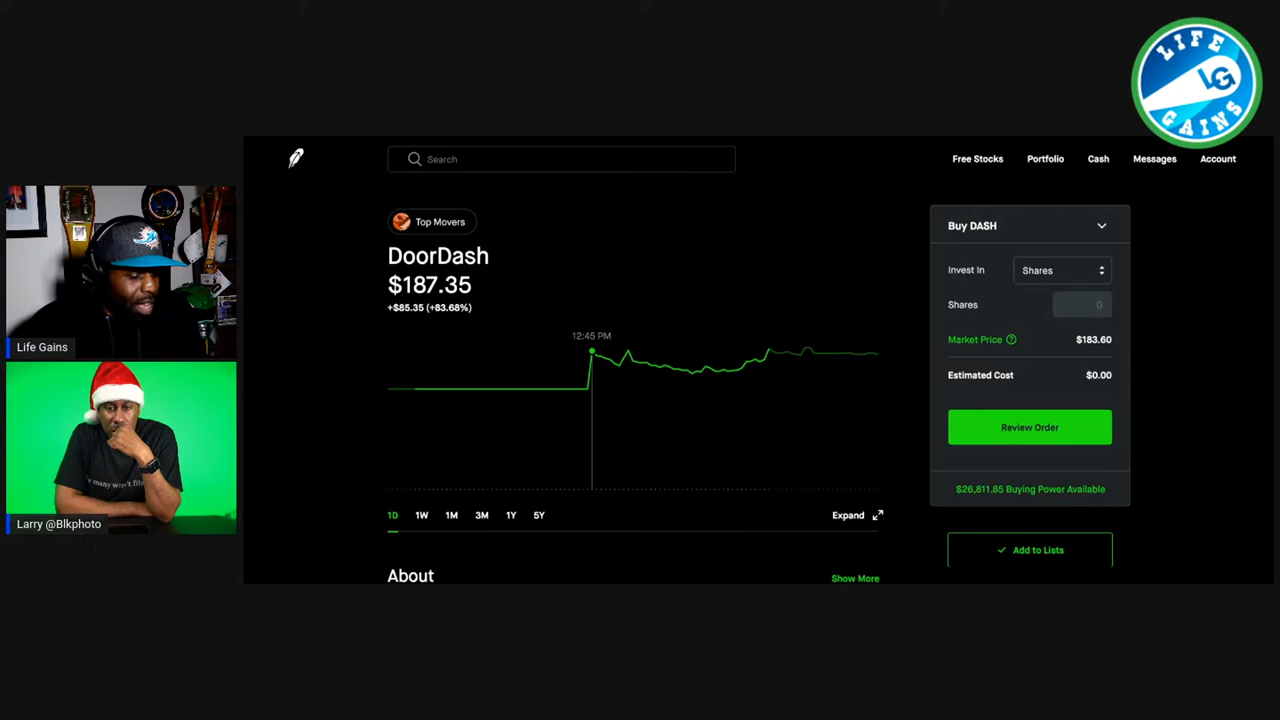 LIFE
LG
GAINS
Search
Free Stocks
Portfolio
Cash
Messages
Account
Top Movers
DoorDash
$187.35
+$85.35 (+83.68%)
12:45 PM
1D 1W 1M 3M 1Y 5Y
Expand
About
Show More
Buy DASH
Invest In Shares
Shares 0
Market Price $183.60
Estimated Cost $0.00
Review Order
$26,811.85 Buying Power Available
Add to Lists
Life Gains
many won't
Larry @Blkphoto